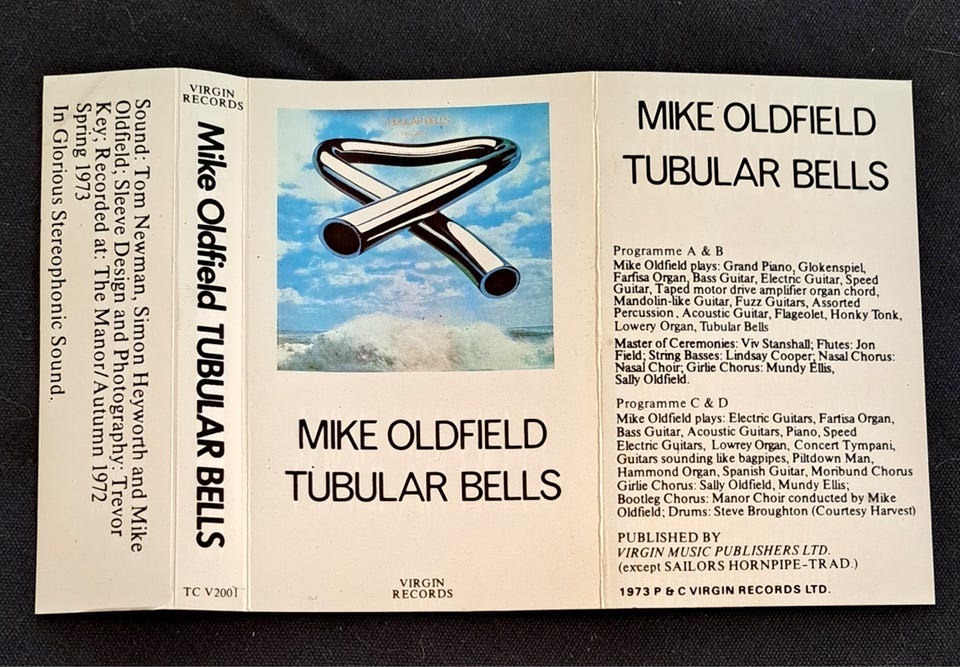 Sound: Tom Newman, Simon Heyworth and Mike
Oldfield; Sleeve Design and Photography: Trevor
Key; Recorded at: The Manor/Autumn 1972
Spring 1973
In Glorious Stereophonic Sound.
VIRGIN
RECORDS
Mike Oldfield TUBULAR BELLS
TC V2001
TUBULAR BELLS
MIKE OLDFIELD
TUBULAR BELLS
VIRGIN
RECORDS
MIKE OLDFIELD
TUBULAR BELLS
Programme A & B
Mike Oldfield plays: Grand Piano, Glokenspiel,
Farfisa Organ, Bass Guitar, Electric Guitar, Speed
Guitar, Taped motor drive amplifier organ chord,
Mandolin-like Guitar, Fuzz Guitars, Assorted
Percussion, Acoustic Guitar, Flageolet, Honky Tonk,
Lowery Organ, Tubular Bells
Master of Ceremonies: Viv Stanshall; Flutes: Jon
Field; String Basses: Lindsay Cooper; Nasal Chorus:
Nasal Choir; Girlie Chorus: Mundy Ellis,
Sally Oldfield.
Programme C & D
Mike Oldfield plays: Electric Guitars, Farfisa Organ,
Bass Guitar, Acoustic Guitars, Piano, Speed
Electric Guitars, Lowrey Organ, Concert Tympani,
Guitars sounding like bagpipes, Piltdown Man,
Hammond Organ, Spanish Guitar, Moribund Chorus
Girlie Chorus: Sally Oldfield, Mundy Ellis;
Bootleg Chorus: Manor Choir conducted by Mike
Oldfield; Drums: Steve Broughton (Courtesy Harvest)
PUBLISHED BY
VIRGIN MUSIC PUBLISHERS LTD.
(except SAILORS HORNPIPE-TRAD.)
1973 P & C VIRGIN RECORDS LTD.